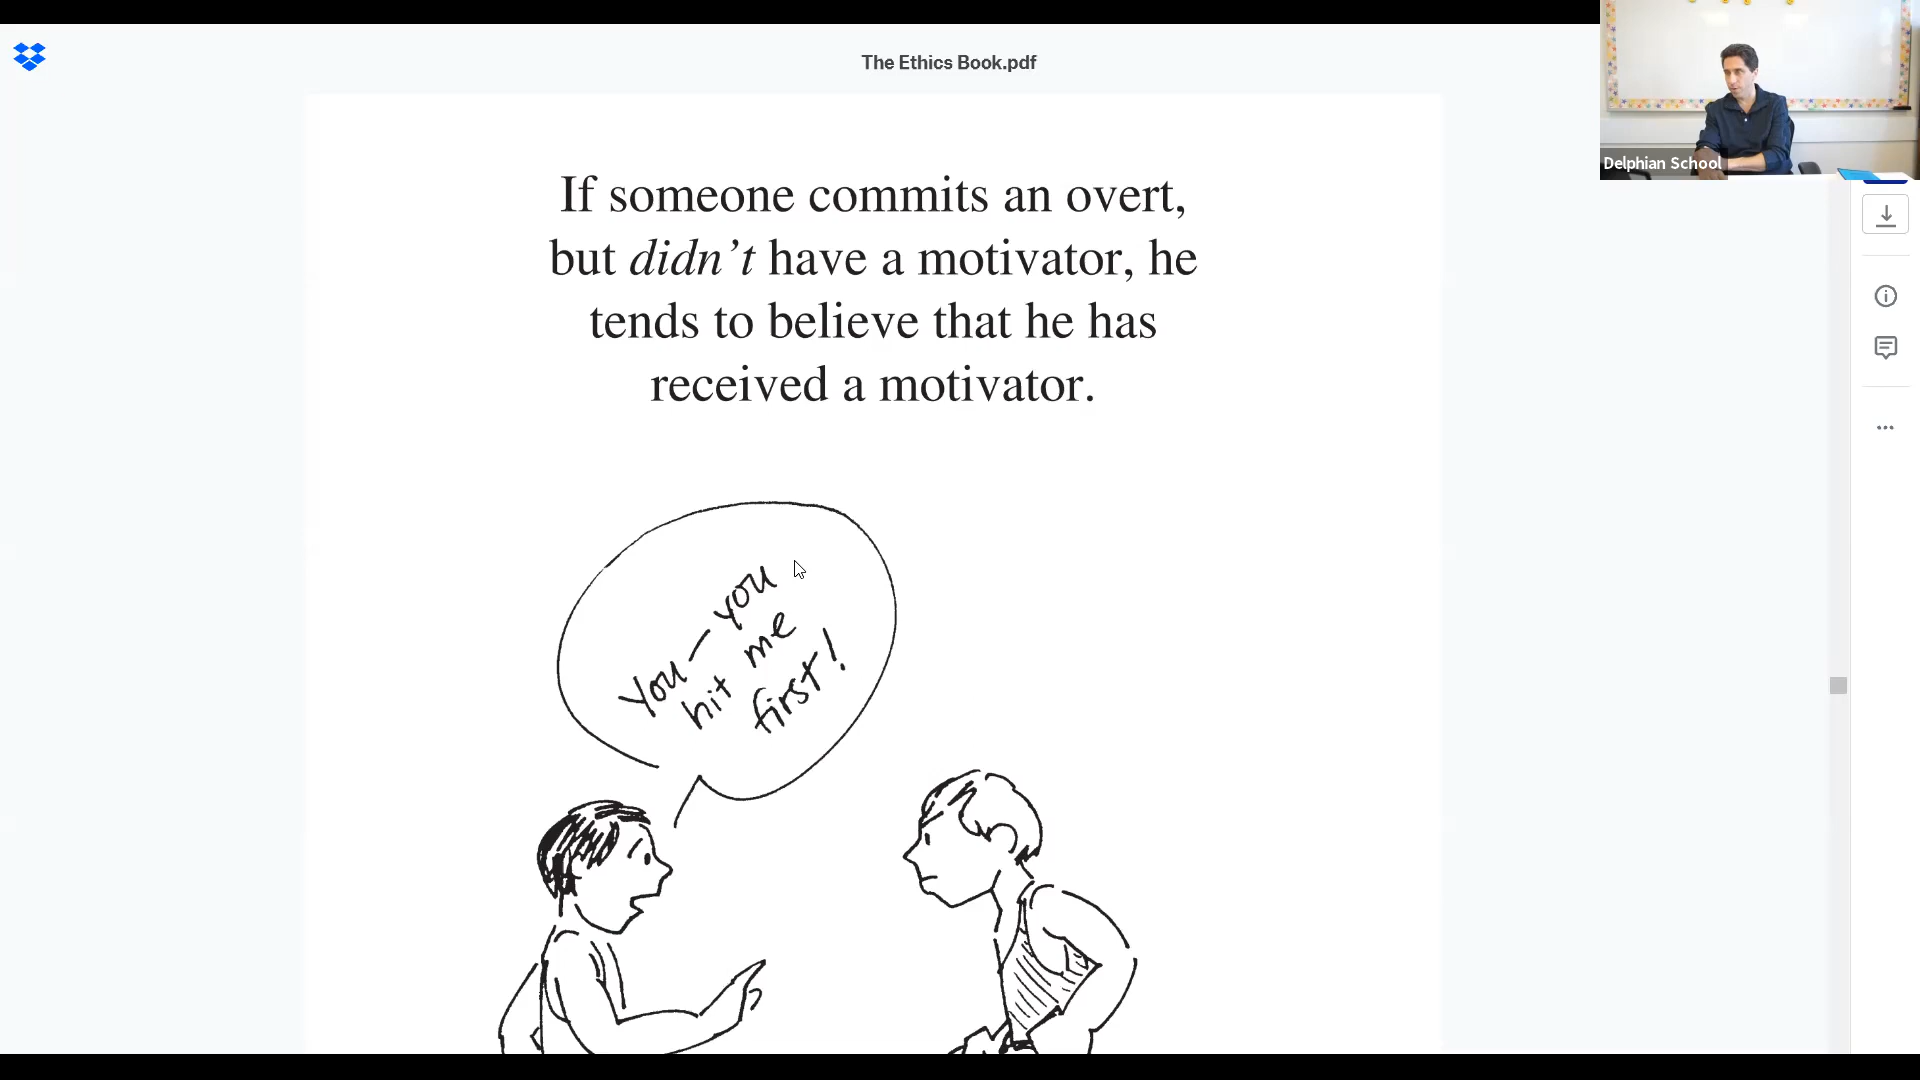 The Ethics Book.pdf
Delphian School
If someone commits an overt,
but didn’t have a motivator, he
tends to believe that he has
received a motivator.
You — you
hit me
first!